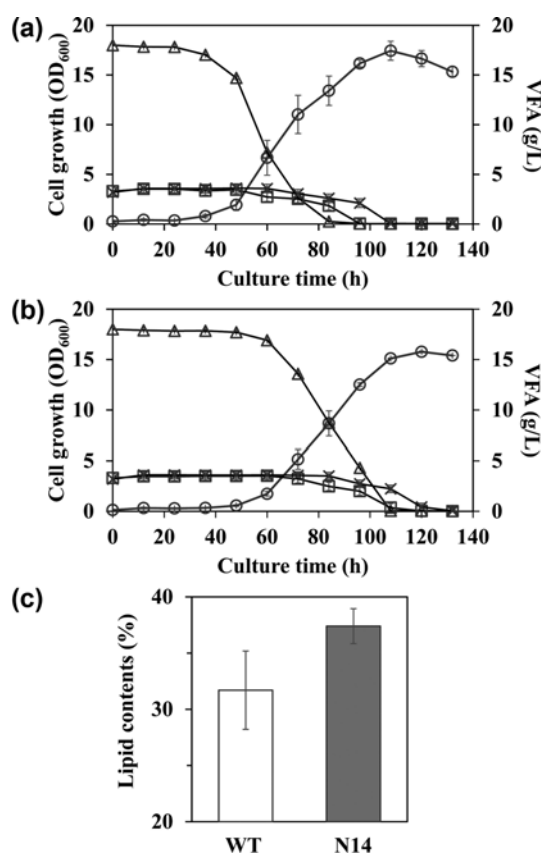 (a)
20
15
10
5
0
Cell growth (OD600)
20
15
10
5
0
VFA (g/L)
0 20 40 60 80 100 120 140
Culture time (h)
(b)
20
15
10
5
0
Cell growth (OD600)
20
15
10
5
0
VFA (g/L)
0 20 40 60 80 100 120 140
Culture time (h)
(c)
40
30
20
Lipid contents (%)
WT N14